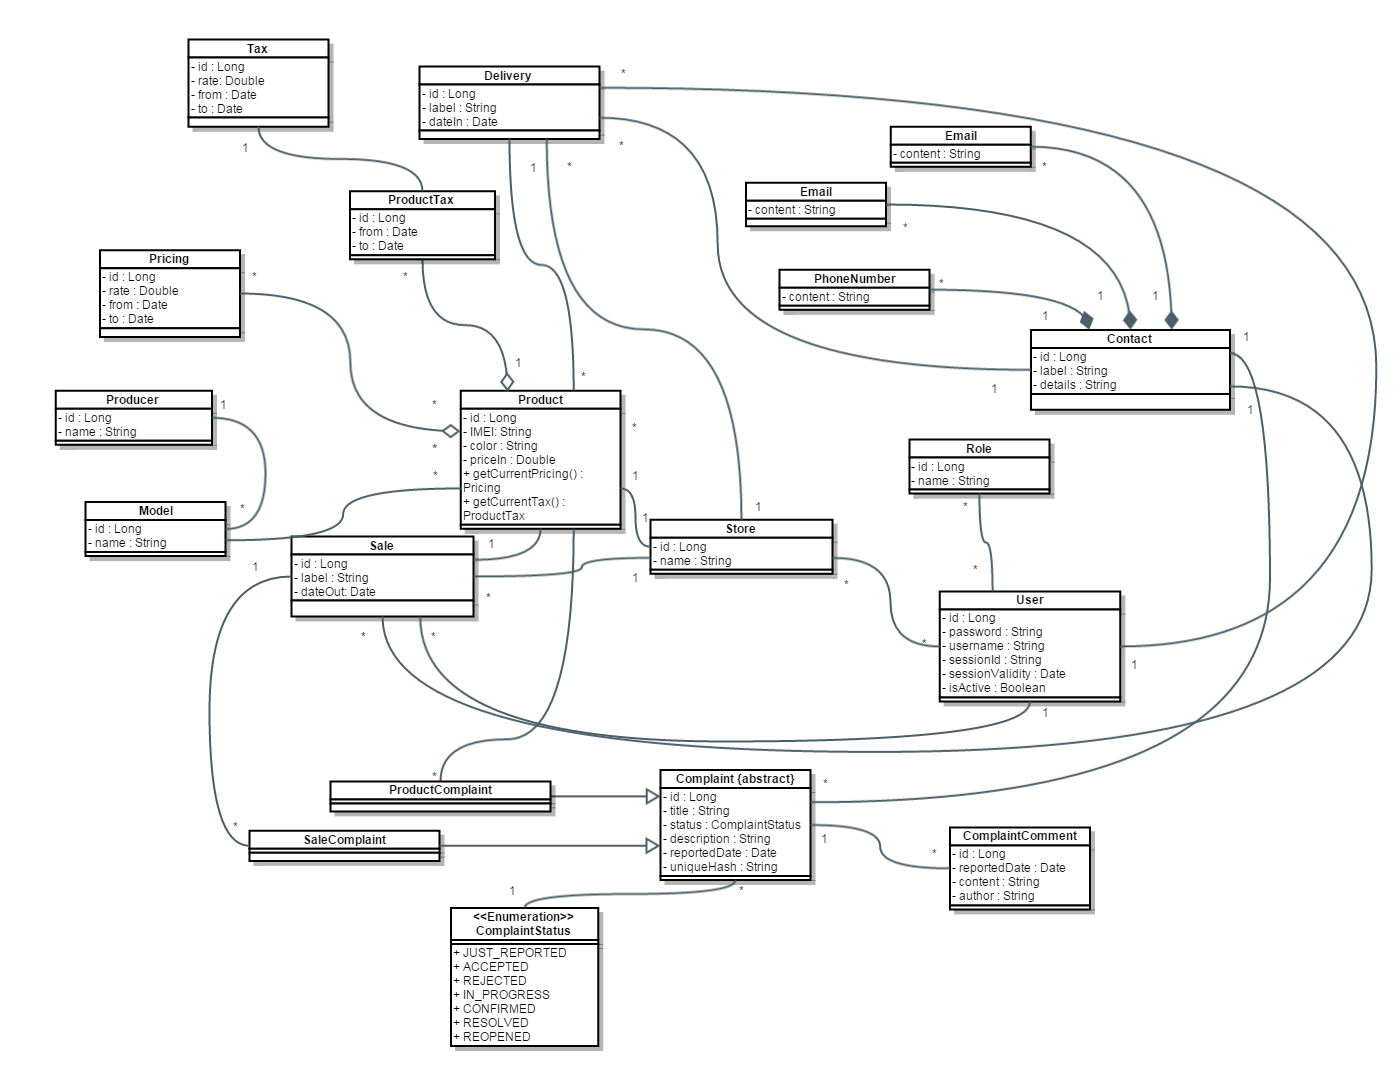 Tax
- id : Long
- rate: Double
- from : Date
- to : Date
1
Delivery
- id : Long
- label : String
- dateIn : Date
*
*
1
*
Email
- content : String
*
Email
- content : String
*
ProductTax
- id : Long
- from : Date
- to : Date
*
1
Pricing
- id : Long
- rate : Double
- from : Date
- to : Date
*
*
PhoneNumber
- content : String
*
1
1
1
Contact
- id : Long
- label : String
- details : String
1
1
1
Producer
- id : Long
- name : String
1
Product
- id : Long
- IMEI: String
- color : String
- priceIn : Double
+ getCurrentPricing() :
Pricing
+ getCurrentTax() :
ProductTax
*
*
*
*
1
1
Role
- id : Long
- name : String
*
*
Model
- id : Long
- name : String
*
1
Store
- id : Long
- name : String
1
1
*
*
Sale
- id : Long
- label : String
- dateOut: Date
1
*
*
*
User
- id : Long
- password : String
- username : String
- sessionId : String
- sessionValidity : Date
- isActive : Boolean
1
1
ProductComplaint
*
SaleComplaint
*
Complaint {abstract}
- id : Long
- title : String
- status : ComplaintStatus
- description : String
- reportedDate : Date
- uniqueHash : String
*
1
*
*
ComplaintComment
- id : Long
- reportedDate : Date
- content : String
- author : String
1
<<Enumeration>>
ComplaintStatus
+ JUST_REPORTED
+ ACCEPTED
+ REJECTED
+ IN_PROGRESS
+ CONFIRMED
+ RESOLVED
+ REOPENED